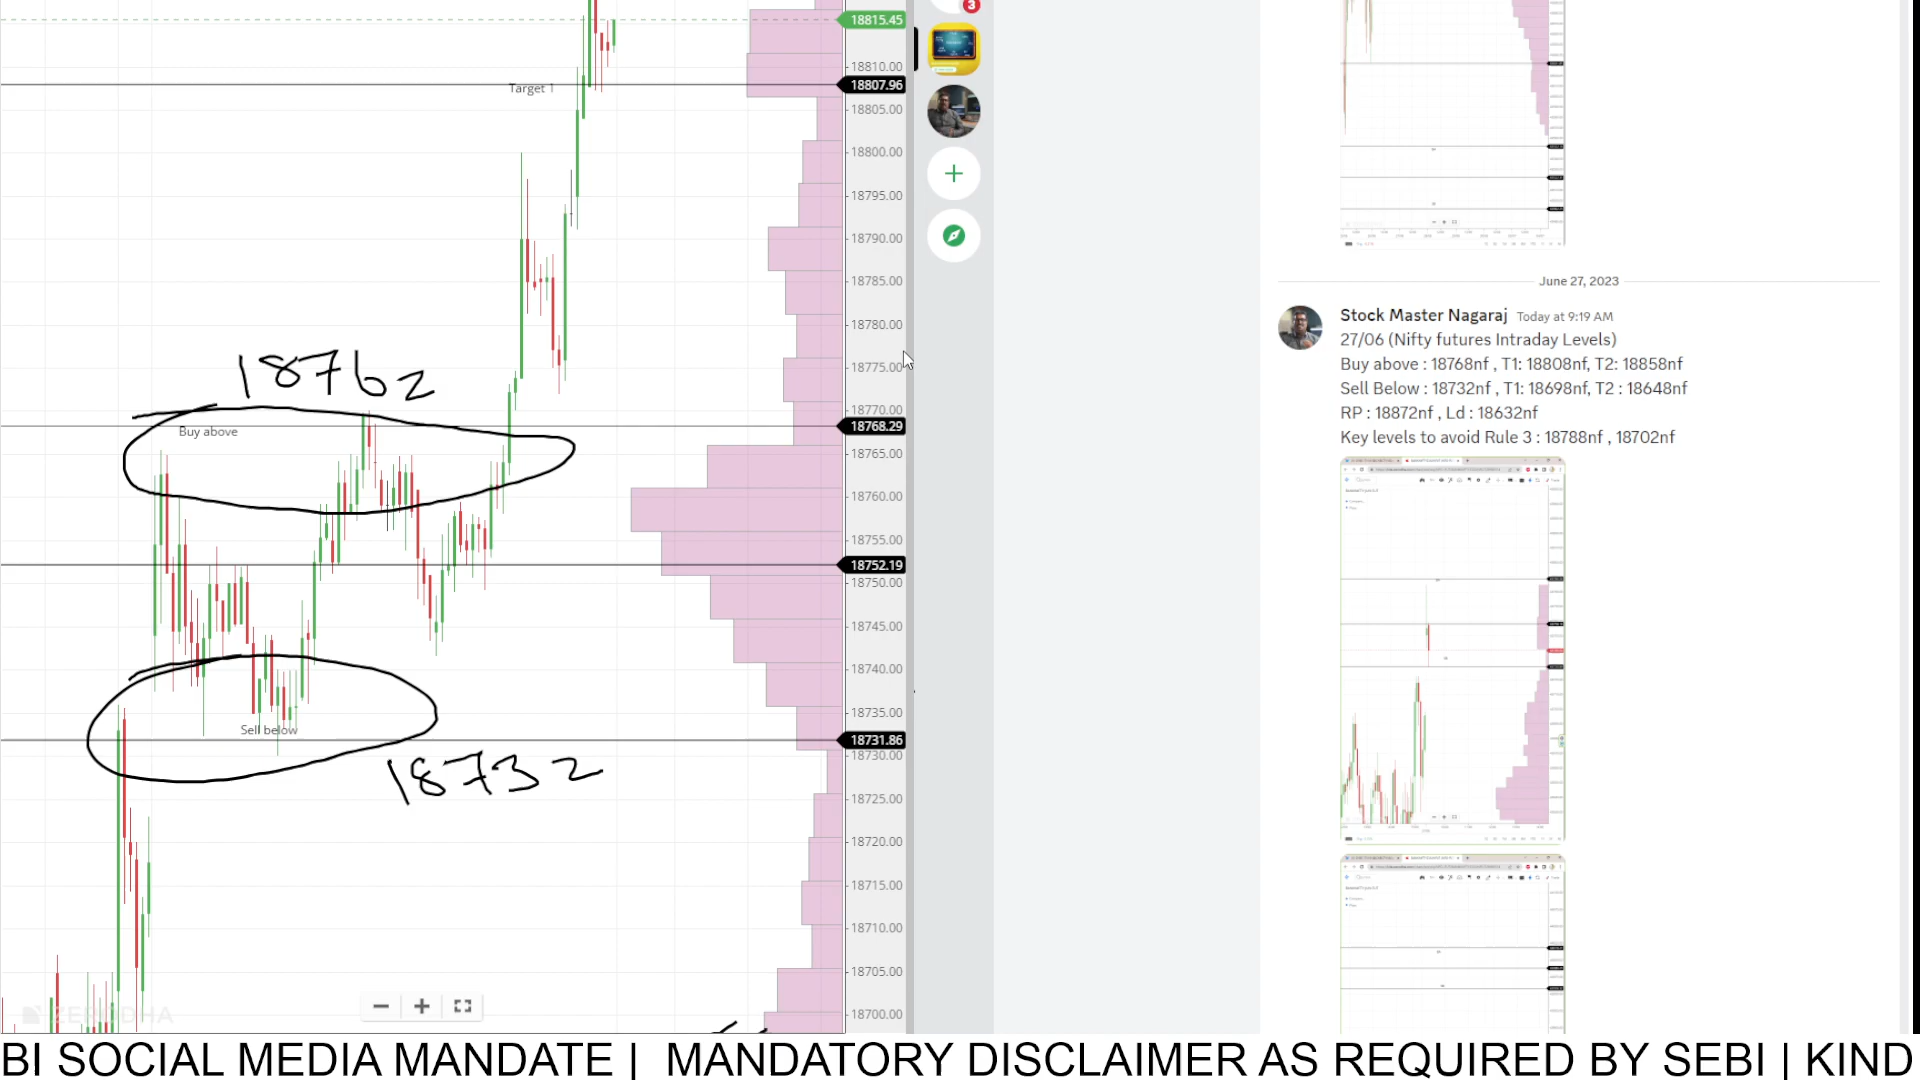 18815.45
18810.00
Target 1
18807.96
18805.00
18800.00
18795.00
18790.00
18785.00
18780.00
18775.00
18762
18770.00
Buy above
18768.29
18765.00
18760.00
18755.00
18752.19
18750.00
18745.00
18740.00
18735.00
Sell below
18731.86
18730.00
18732
18725.00
18720.00
18715.00
18710.00
18705.00
18700.00
ZERODHA
3
June 27, 2023
Stock Master Nagaraj Today at 9:19 AM
27/06 (Nifty futures Intraday Levels)
Buy above : 18768nf , T1: 18808nf, T2: 18858nf
Sell Below : 18732nf , T1: 18698nf, T2 : 18648nf
RP : 18872nf , Ld : 18632nf
Key levels to avoid Rule 3 : 18788nf , 18702nf
BI SOCIAL MEDIA MANDATE | MANDATORY DISCLAIMER AS REQUIRED BY SEBI | KIND